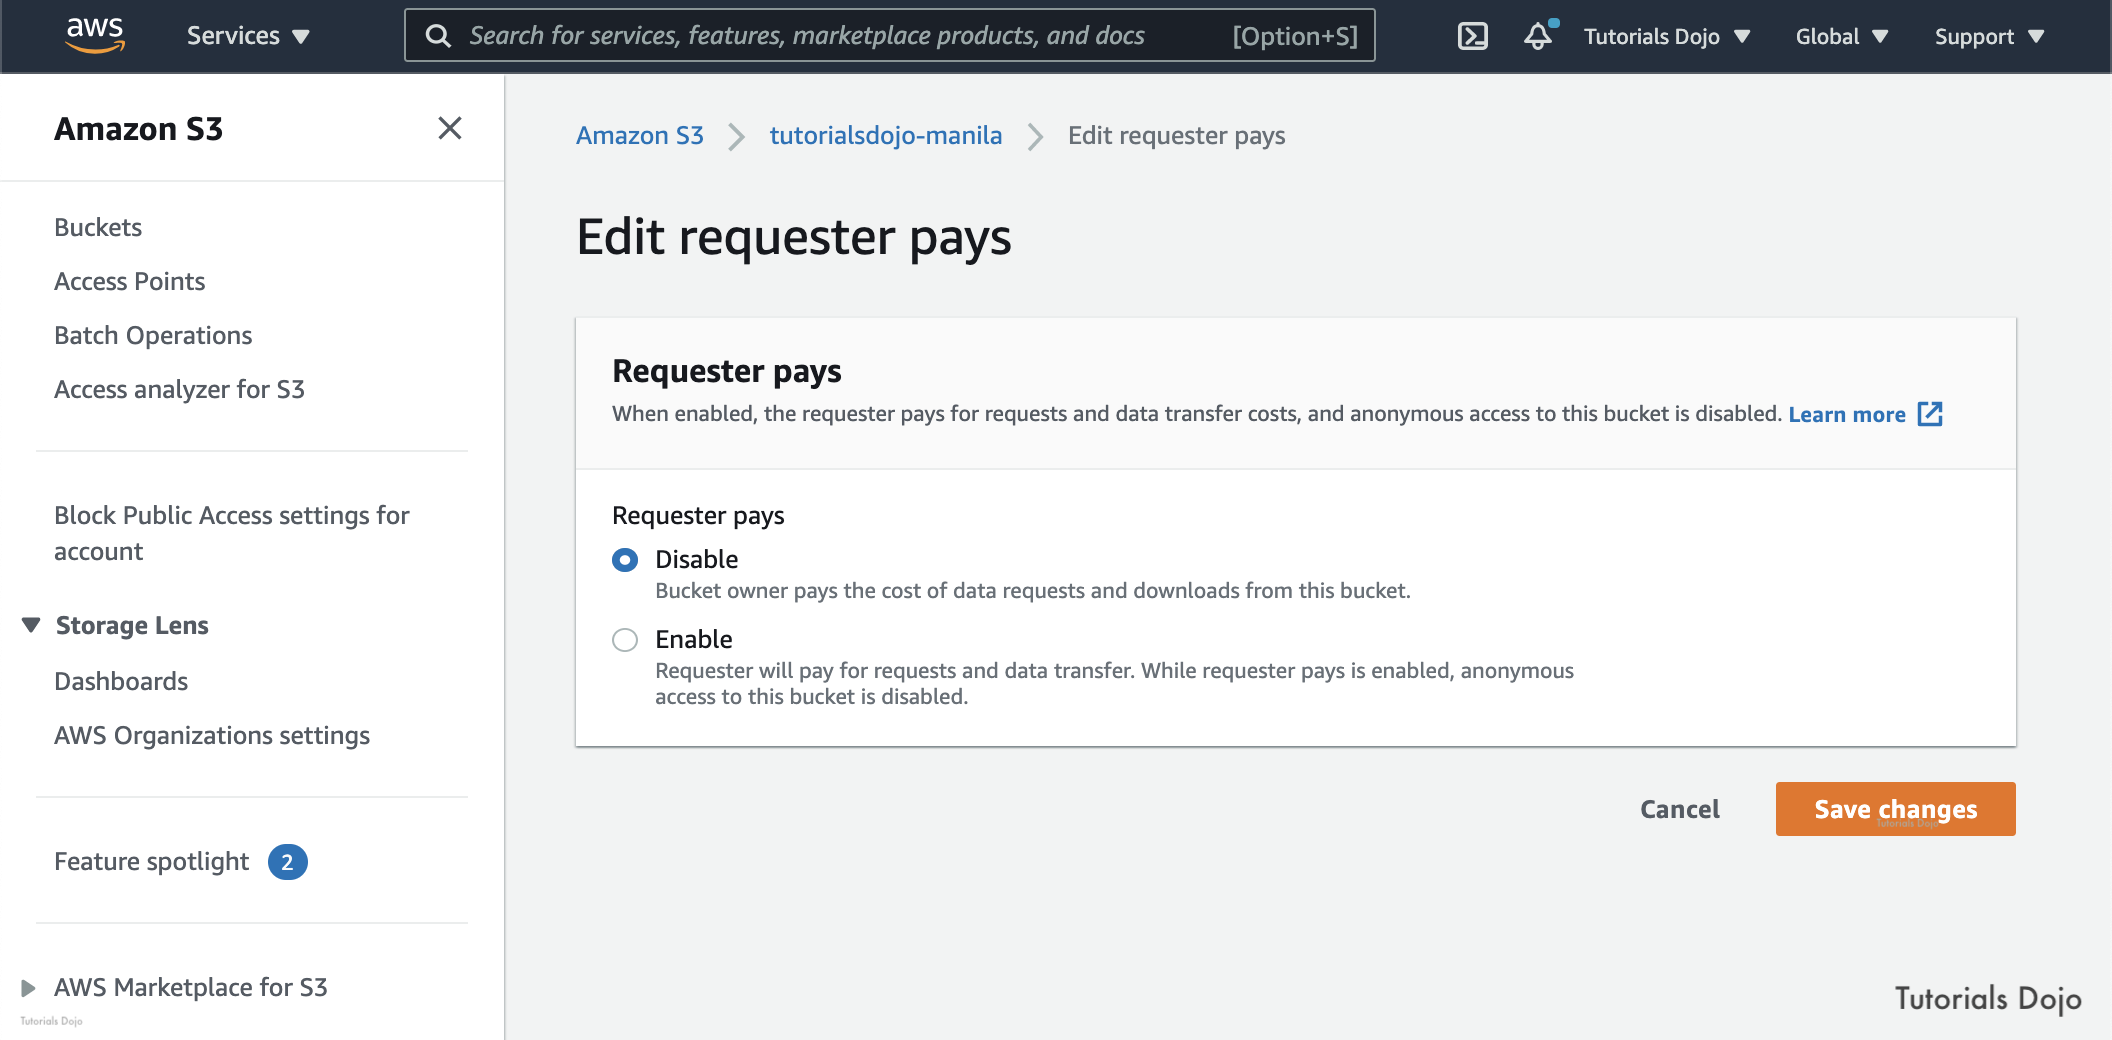 aws
Services
Search for services, features, marketplace products, and docs
[Option+S]
Tutorials Dojo
Global
Support
Amazon S3
Buckets
Access Points
Batch Operations
Access analyzer for S3
Block Public Access settings for
account
Storage Lens
Dashboards
AWS Organizations settings
Feature spotlight 2
AWS Marketplace for S3
Tutorials Dojo
Amazon S3
tutorialsdojo-manila
Edit requester pays
Edit requester pays
Requester pays
When enabled, the requester pays for requests and data transfer costs, and anonymous access to this bucket is disabled. Learn more
Requester pays
Disable
Bucket owner pays the cost of data requests and downloads from this bucket.
Enable
Requester will pay for requests and data transfer. While requester pays is enabled, anonymous
access to this bucket is disabled.
Cancel
Save changes
Tutorials Dojo
Tutorials Dojo